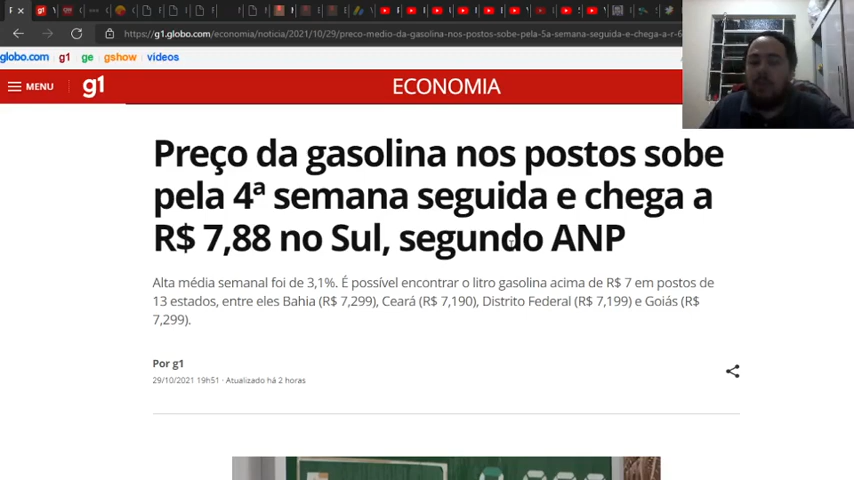 https://g1.globo.com/economia/noticia/2021/10/29/preco-medio-da-gasolina-nos-postos-sobe-pela-5a-semana-seguida-e-chega-a-r-6
globo.com g1 ge gshow videos
MENU g1 ECONOMIA
Preço da gasolina nos postos sobe
pela 4ª semana seguida e chega a
R$ 7,88 no Sul, segundo ANP
Alta média semanal foi de 3,1%. É possível encontrar o litro gasolina acima de R$ 7 em postos de
13 estados, entre eles Bahia (R$ 7,299), Ceará (R$ 7,190), Distrito Federal (R$ 7,199) e Goiás (R$
7,299).
Por g1
29/10/2021 19h51 · Atualizado há 2 horas